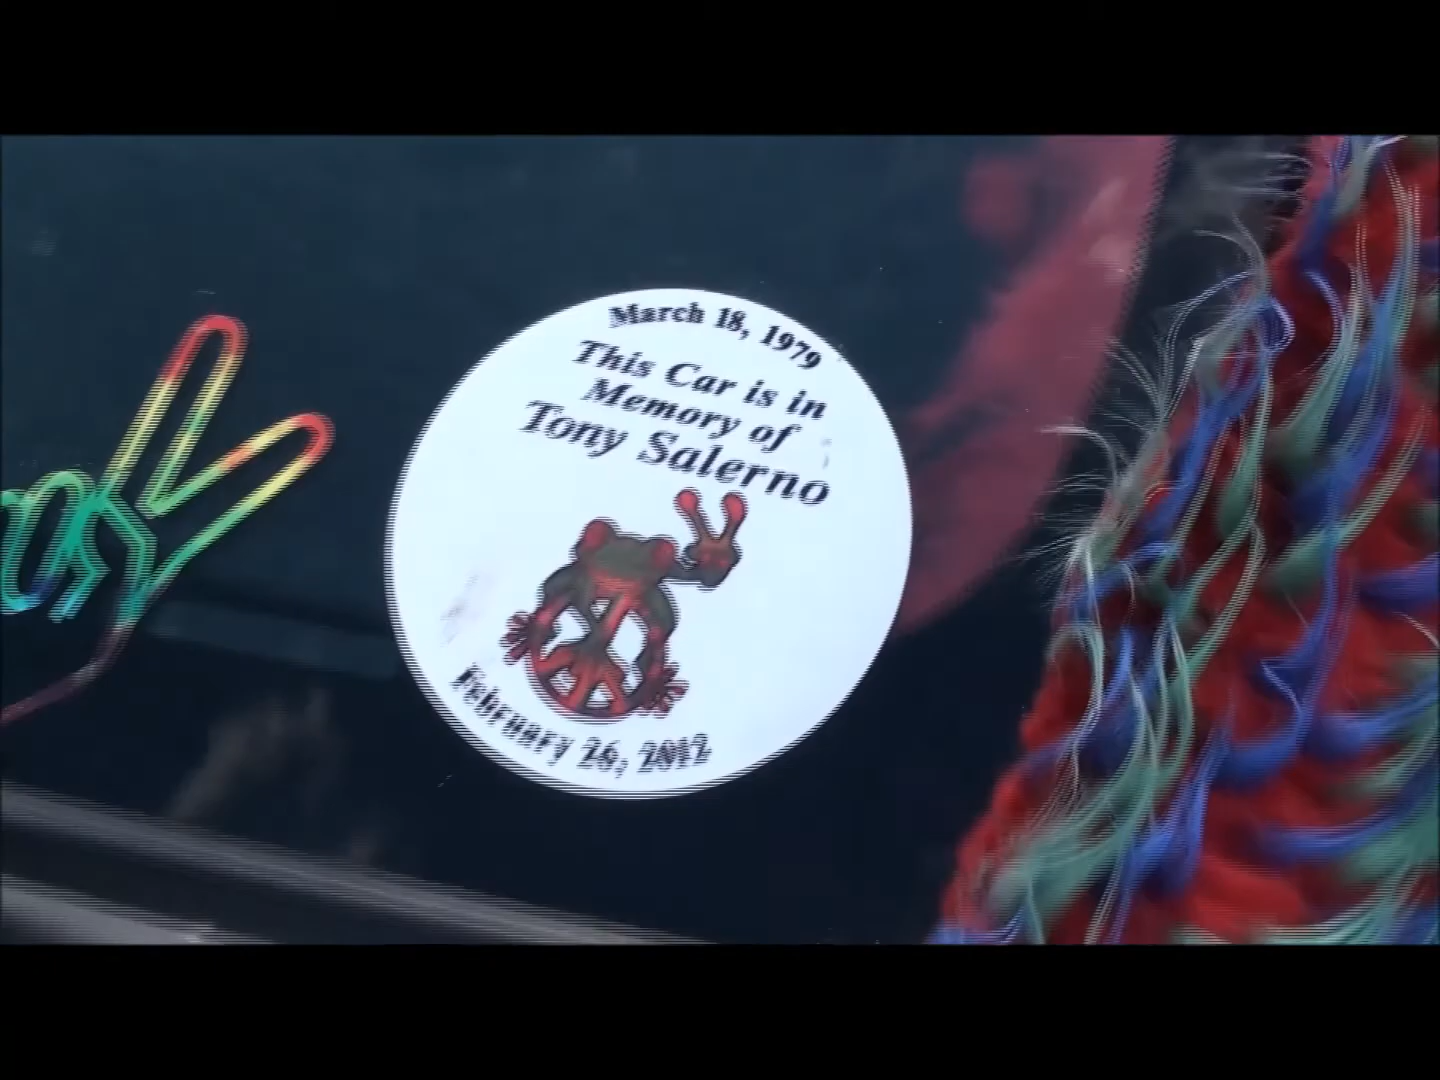 March 18, 1979
This Car is in
Memory of
Tony Salerno
February 26, 2012